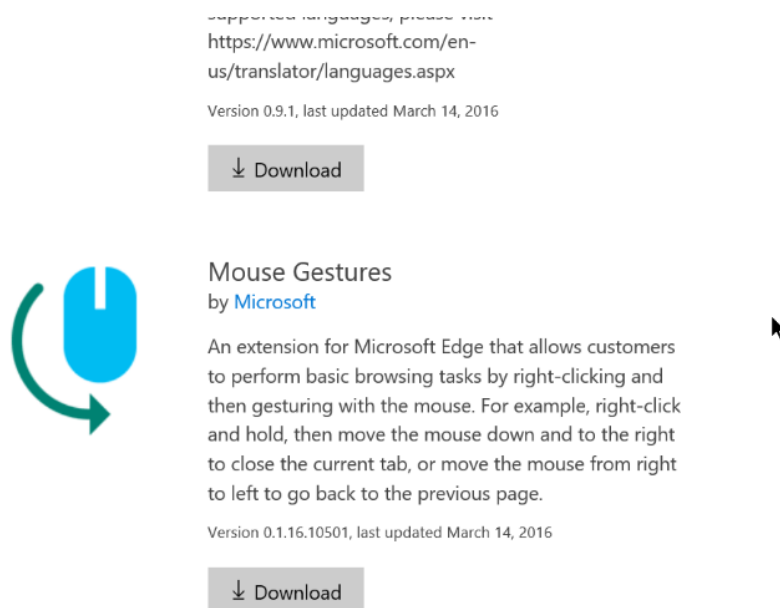 supported languages, please visit
https://www.microsoft.com/en-
us/translator/languages.aspx
Version 0.9.1, last updated March 14, 2016
Download
Mouse Gestures
by Microsoft
An extension for Microsoft Edge that allows customers
to perform basic browsing tasks by right-clicking and
then gesturing with the mouse. For example, right-click
and hold, then move the mouse down and to the right
to close the current tab, or move the mouse from right
to left to go back to the previous page.
Version 0.1.16.10501, last updated March 14, 2016
Download